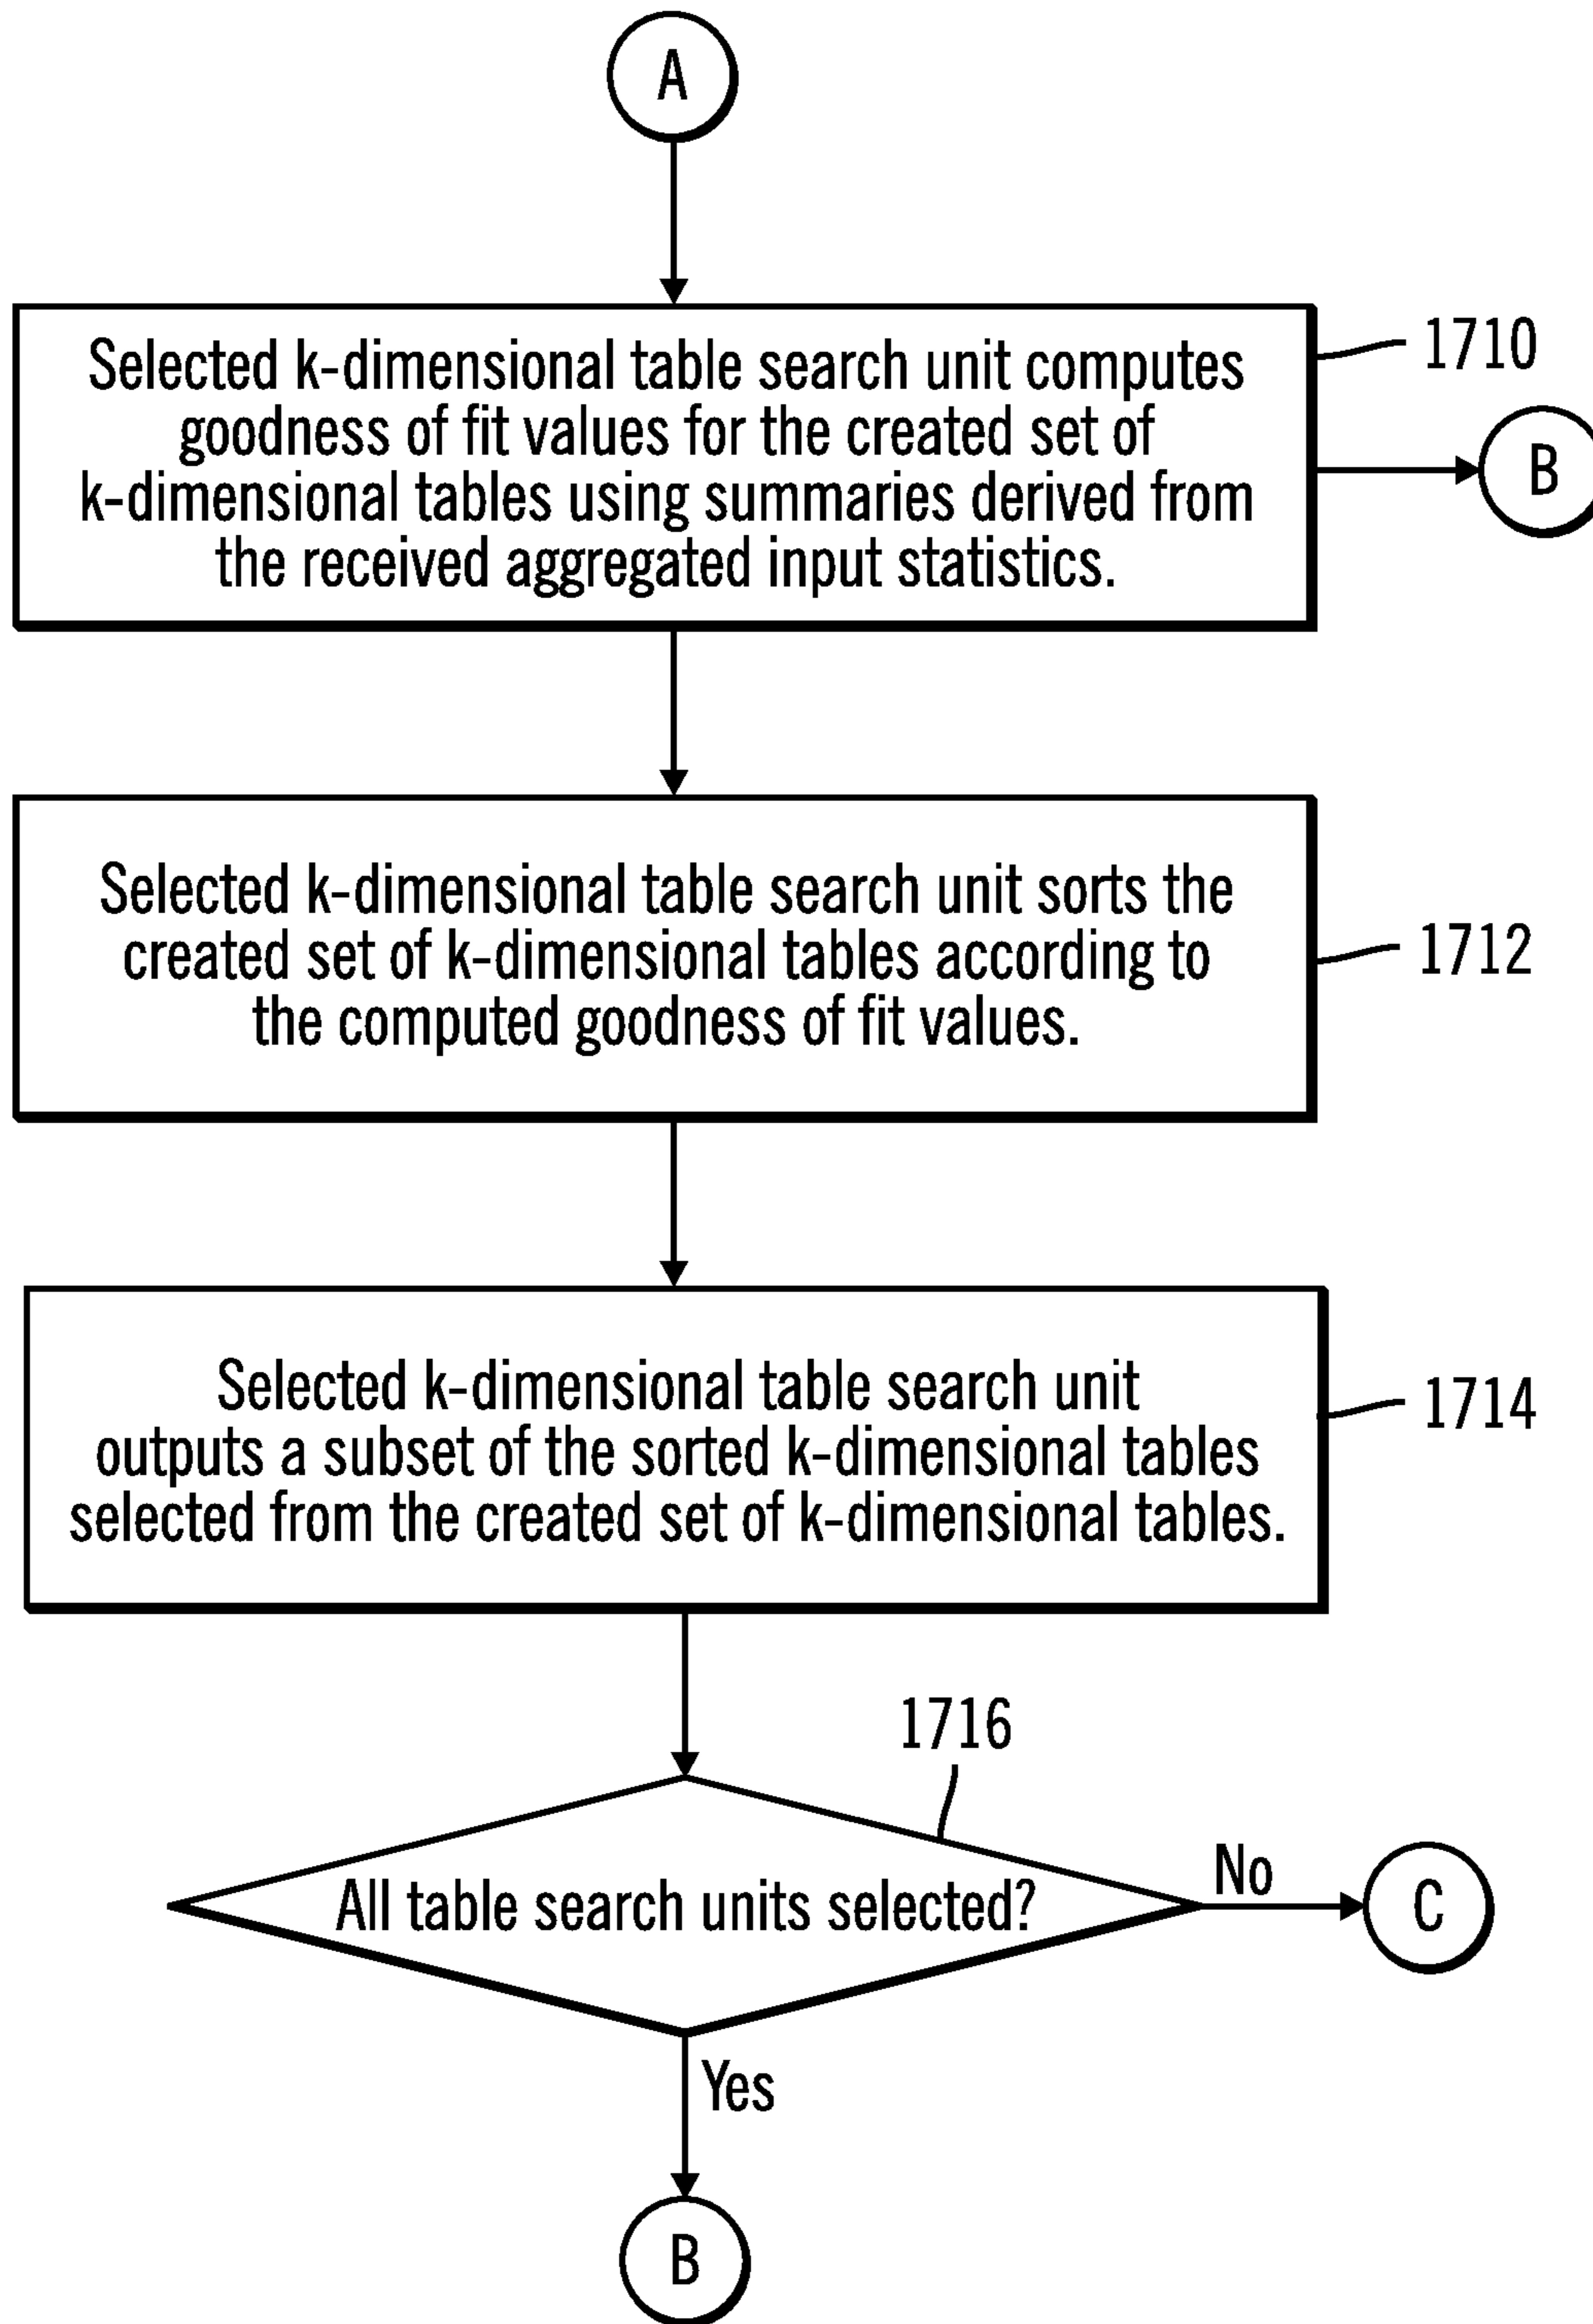 A
Selected k-dimensional table search unit computes
goodness of fit values for the created set of
k-dimensional tables using summaries derived from
the received aggregated input statistics.
1710
B
Selected k-dimensional table search unit sorts the
created set of k-dimensional tables according to
the computed goodness of fit values.
1712
Selected k-dimensional table search unit
outputs a subset of the sorted k-dimensional tables
selected from the created set of k-dimensional tables.
1714
1716
All table search units selected?
No
C
Yes
B